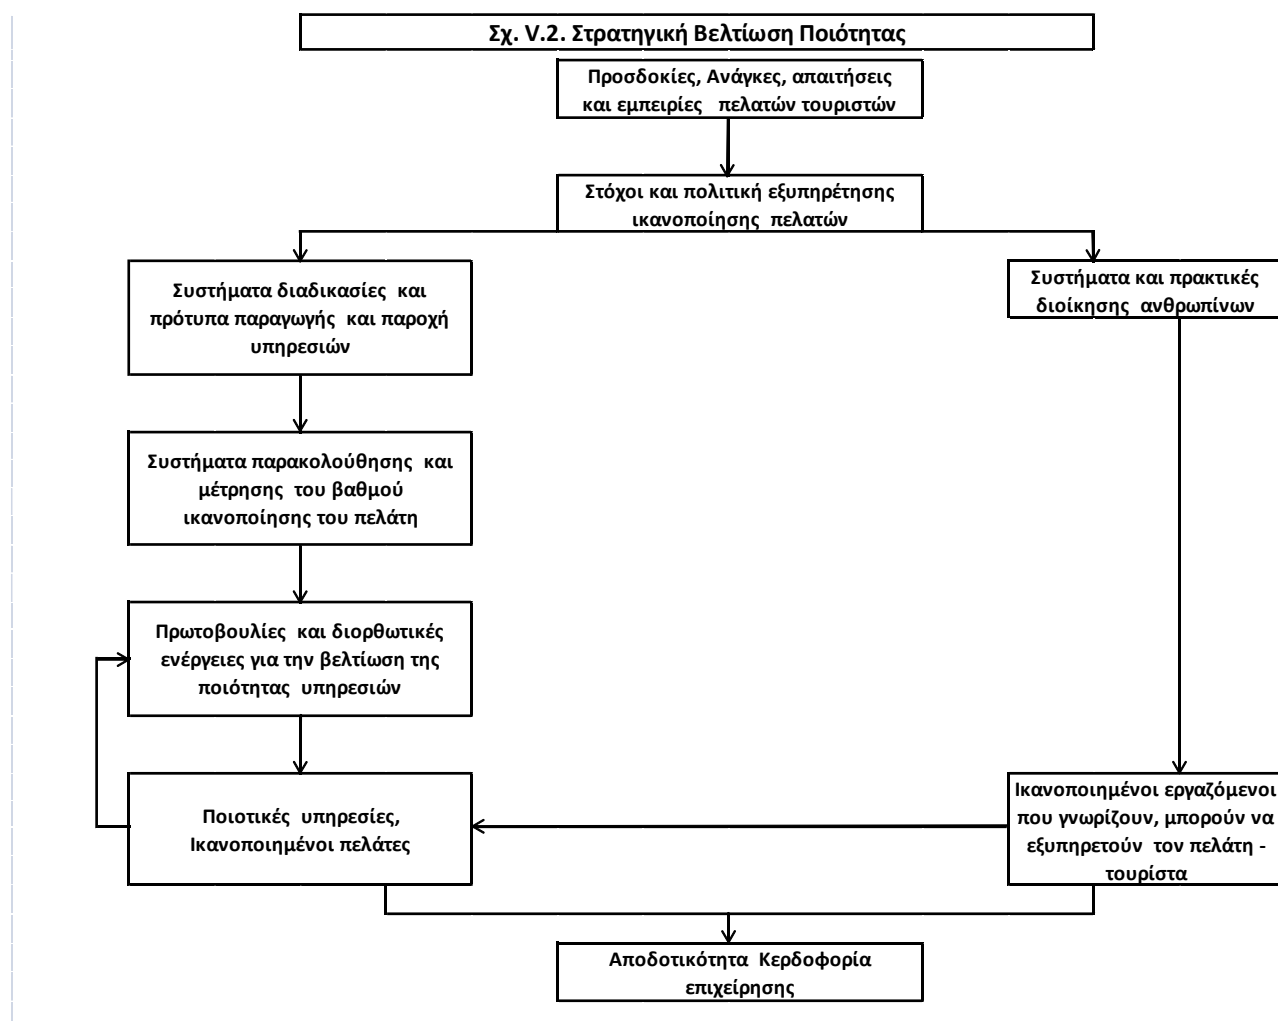 Σχ. V.2. Στρατηγική Βελτίωση Ποιότητας
Προσδοκίες, Ανάγκες, απαιτήσεις
και εμπειρίες πελατών τουριστών
Στόχοι και πολιτική εξυπηρέτησης
ικανοποίησης πελατών
Συστήματα διαδικασίες και
πρότυπα παραγωγής και παροχή
υπηρεσιών
Συστήματα και πρακτικές
διοίκησης ανθρωπίνων
Συστήματα παρακολούθησης και
μέτρησης του βαθμού
ικανοποίησης του πελάτη
Πρωτοβουλίες και διορθωτικές
ενέργειες για την βελτίωση της
ποιότητας υπηρεσιών
Ποιοτικές υπηρεσίες,
Ικανοποιημένοι πελάτες
Ικανοποιημένοι εργαζόμενοι
που γνωρίζουν, μπορούν να
εξυπηρετούν τον πελάτη -
τουρίστα
Αποδοτικότητα Κερδοφορία
επιχείρησης